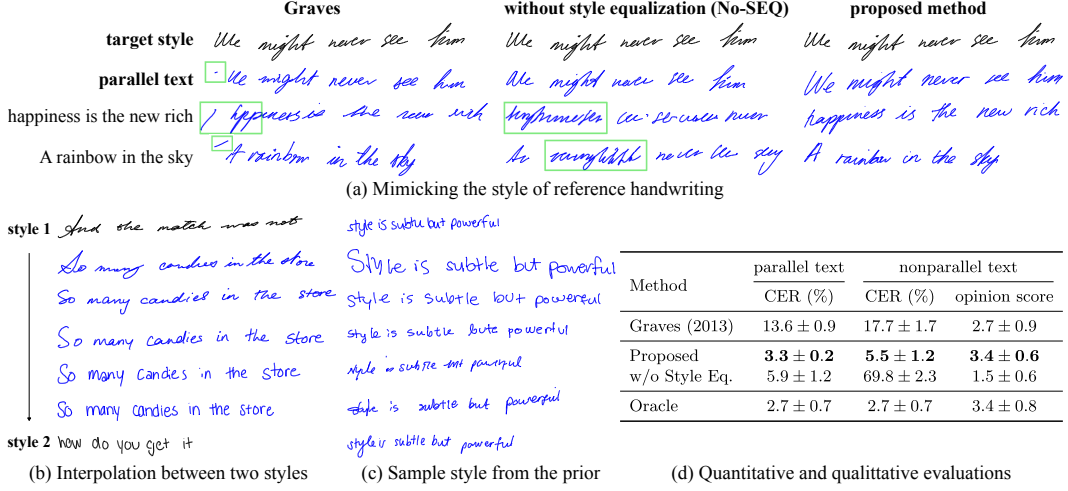 Graves without style equalization (No-SEQ) proposed method
target style We might never see him We might never see him We might never see him
parallel text We might never see him We might never see him We might never see him
happiness is the new rich happiness is the new rich happiness is the new rich
A rainbow in the sky A rainbow in the sky never A rainbow in the sky
(a) Mimicking the style of reference handwriting
style 1 And the match was not
So many candies in the store
So many candies in the store
So many candies in the store
So many Candies in the store
So many candies in the store
style 2 how do you get it
(b) Interpolation between two styles
style is subtle but powerful
Style is subtle but powerful
style is subtle but powerful
style is subtle bute powerful
style is subtle but powerful
style is subtle but powerful
style is subtle but powerful
(c) Sample style from the prior
Method parallel text nonparallel text
CER (%) CER (%) opinion score
Graves (2013) 13.6 ± 0.9 17.7 ± 1.7 2.7 ± 0.9
Proposed 3.3 ± 0.2 5.5 ± 1.2 3.4 ± 0.6
w/o Style Eq. 5.9 ± 1.2 69.8 ± 2.3 1.5 ± 0.6
Oracle 2.7 ± 0.7 2.7 ± 0.7 3.4 ± 0.8
(d) Quantitative and qualittative evaluations